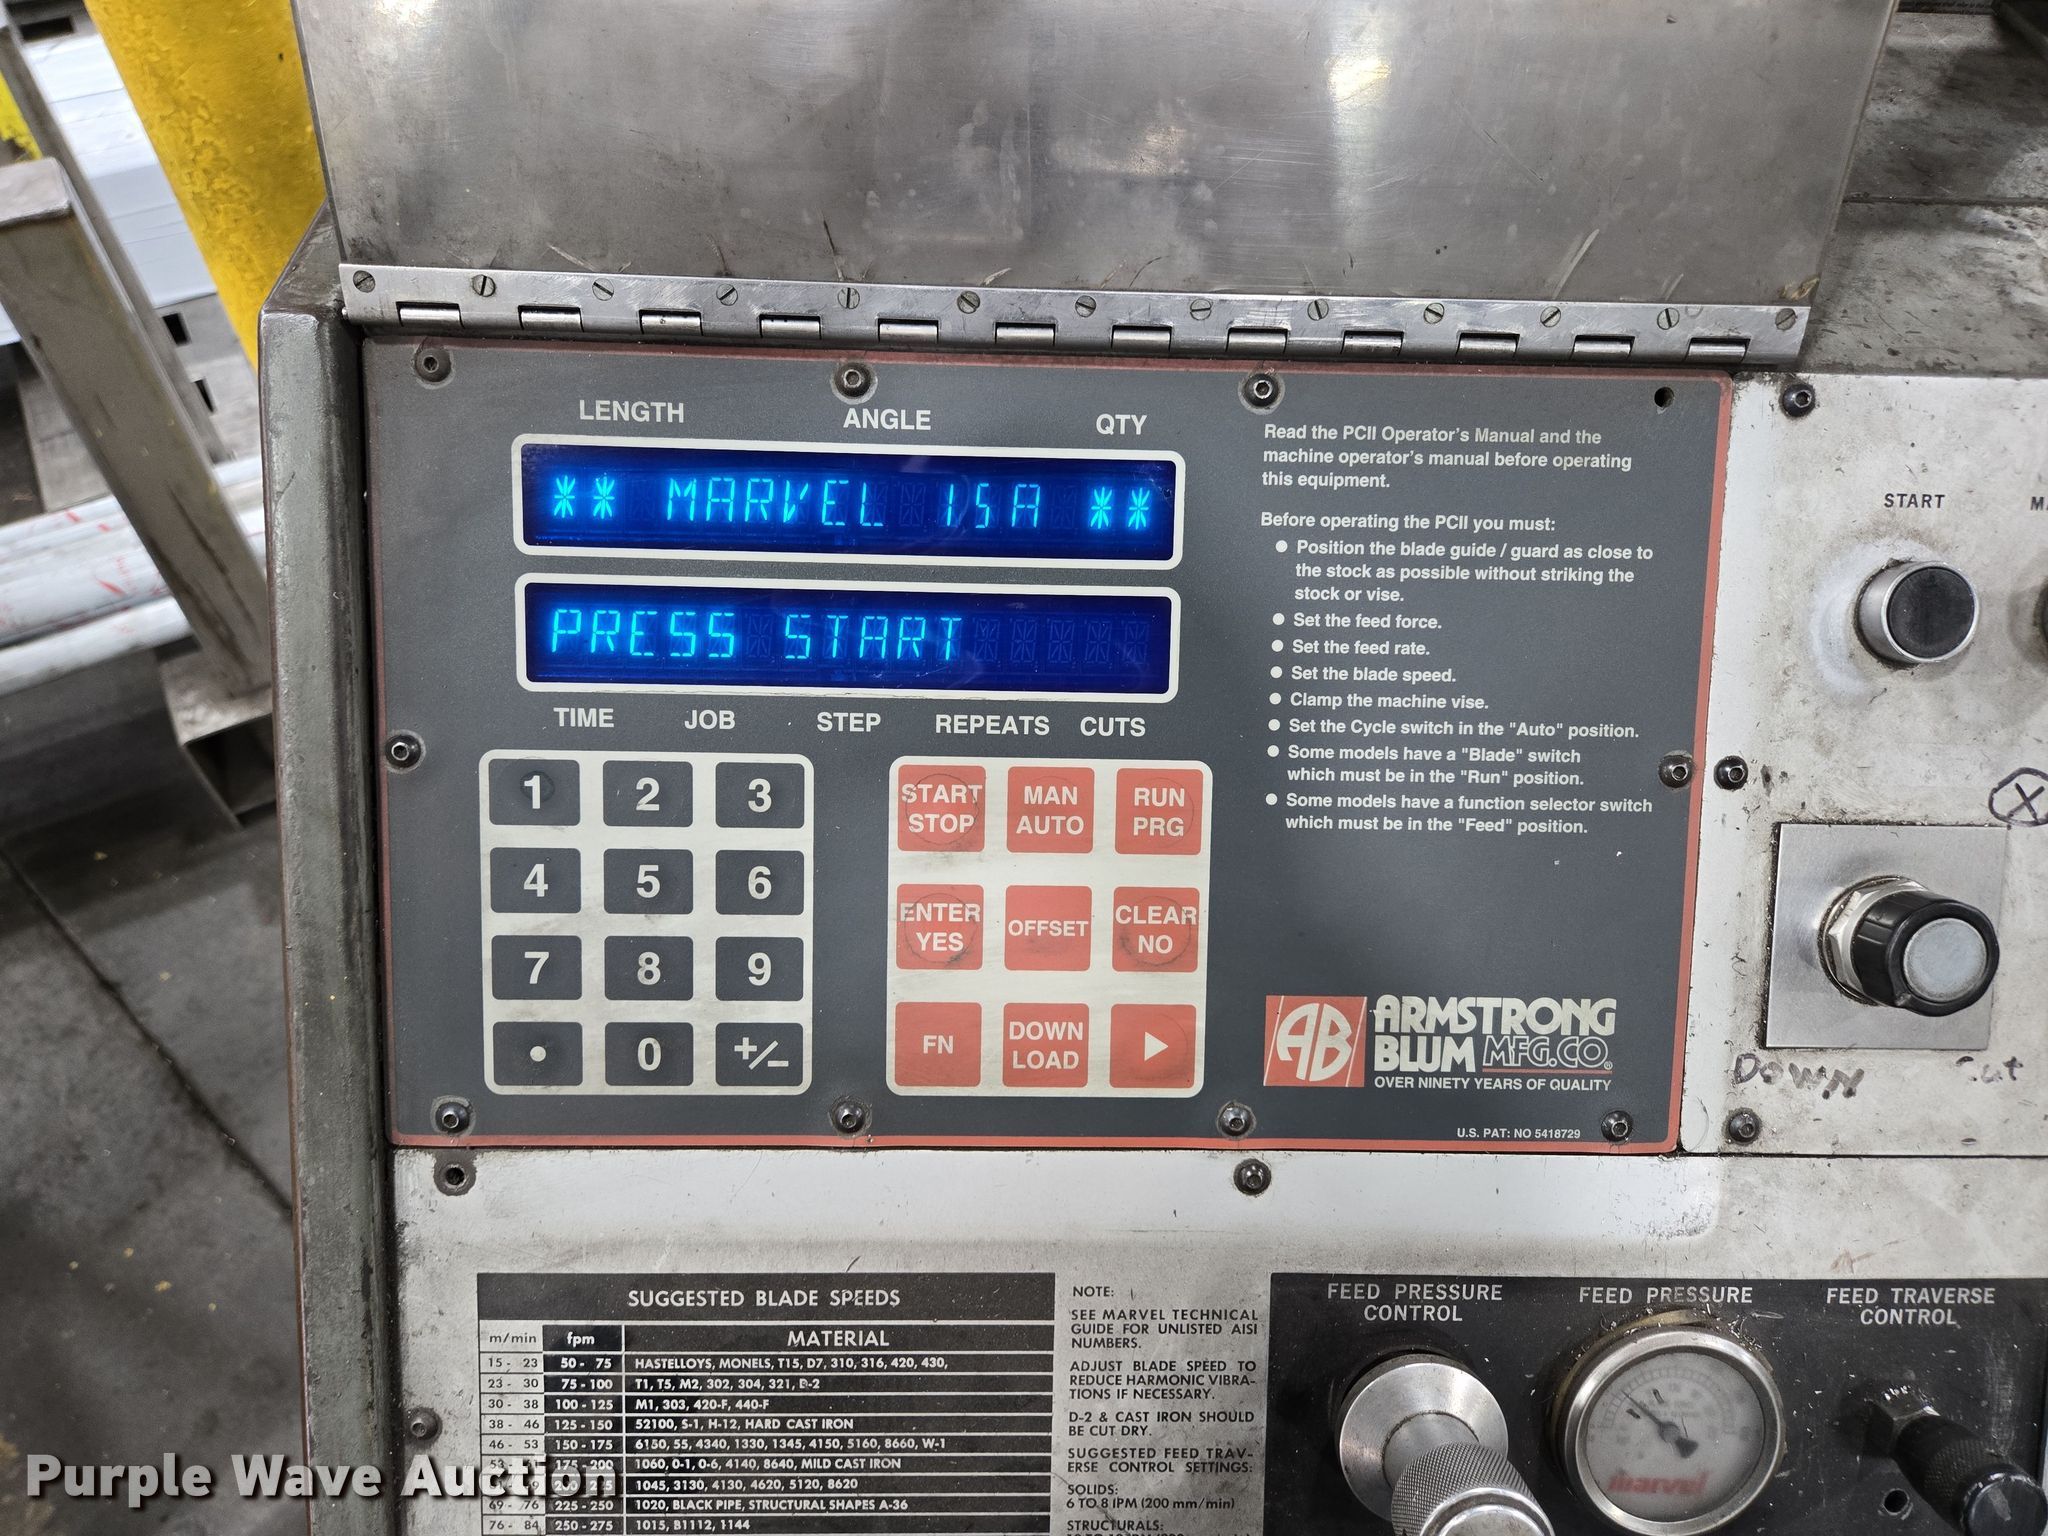 LENGTH ANGLE QTY
** MARVEL 15A **
PRESS START
TIME JOB STEP REPEATS CUTS
1 2 3
4 5 6
7 8 9
. 0 +/-
START
STOP
MAN
AUTO
RUN
PRG
ENTER
YES
OFFSET
CLEAR
NO
FN
DOWN
LOAD
Read the PCII Operator's Manual and the
machine operator's manual before operating
this equipment.
Before operating the PCII you must:
● Position the blade guide / guard as close to
the stock as possible without striking the
stock or vise.
● Set the feed force.
● Set the feed rate.
● Set the blade speed.
● Clamp the machine vise.
● Set the Cycle switch in the "Auto" position.
● Some models have a "Blade" switch
which must be in the "Run" position.
● Some models have a function selector switch
which must be in the "Feed" position.
AB
ARMSTRONG
BLUM MFG.CO.®
OVER NINETY YEARS OF QUALITY
U.S. PAT: NO 5418729
START
X
DOWN
SUGGESTED BLADE SPEEDS
m/min fpm MATERIAL
15 - 23 50 - 75 HASTELLOYS, MONELS, T15, D7, 310, 316, 420, 430,
23 - 30 75-100 T1, T5, M2, 302, 304, 321, D-2
30 - 38 100-125 M1, 303, 420-F, 440-F
38 - 46 125-150 52100, S-1, H-12, HARD CAST IRON
46 - 53 150-175 6150, 55, 4340, 1330, 1345, 4150, 5160, 8660, W-1
175-200 1060, 0-1, 0-6, 4140, 8640, MILD CAST IRON
1045, 3130, 4130, 4620, 5120, 8620
69 - 76 225-250 1020, BLACK PIPE, STRUCTURAL SHAPES A-36
76 - 84 250-275 1015, B1112, 1144
NOTE:
SEE MARVEL TECHNICAL
GUIDE FOR UNLISTED AISI
NUMBERS.
ADJUST BLADE SPEED TO
REDUCE HARMONIC VIBRA-
TIONS IF NECESSARY.
D-2 & CAST IRON SHOULD
BE CUT DRY.
SUGGESTED FEED TRAV-
ERSE CONTROL SETTINGS:
SOLIDS:
6 TO 8 IPM (200 mm/min)
STRUCTURALS:
FEED PRESSURE
CONTROL
FEED PRESSURE
FEED TRAVERSE
CONTROL
marvel
Purple Wave Auction